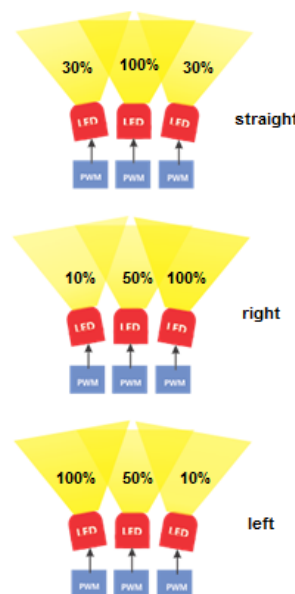 30% 100% 30%
LED LED LED
straight
PWM PWM PWM
10% 50% 100%
LED LED LED
right
PWM PWM PWM
100% 50% 10%
LED LED LED
left
PWM PWM PWM